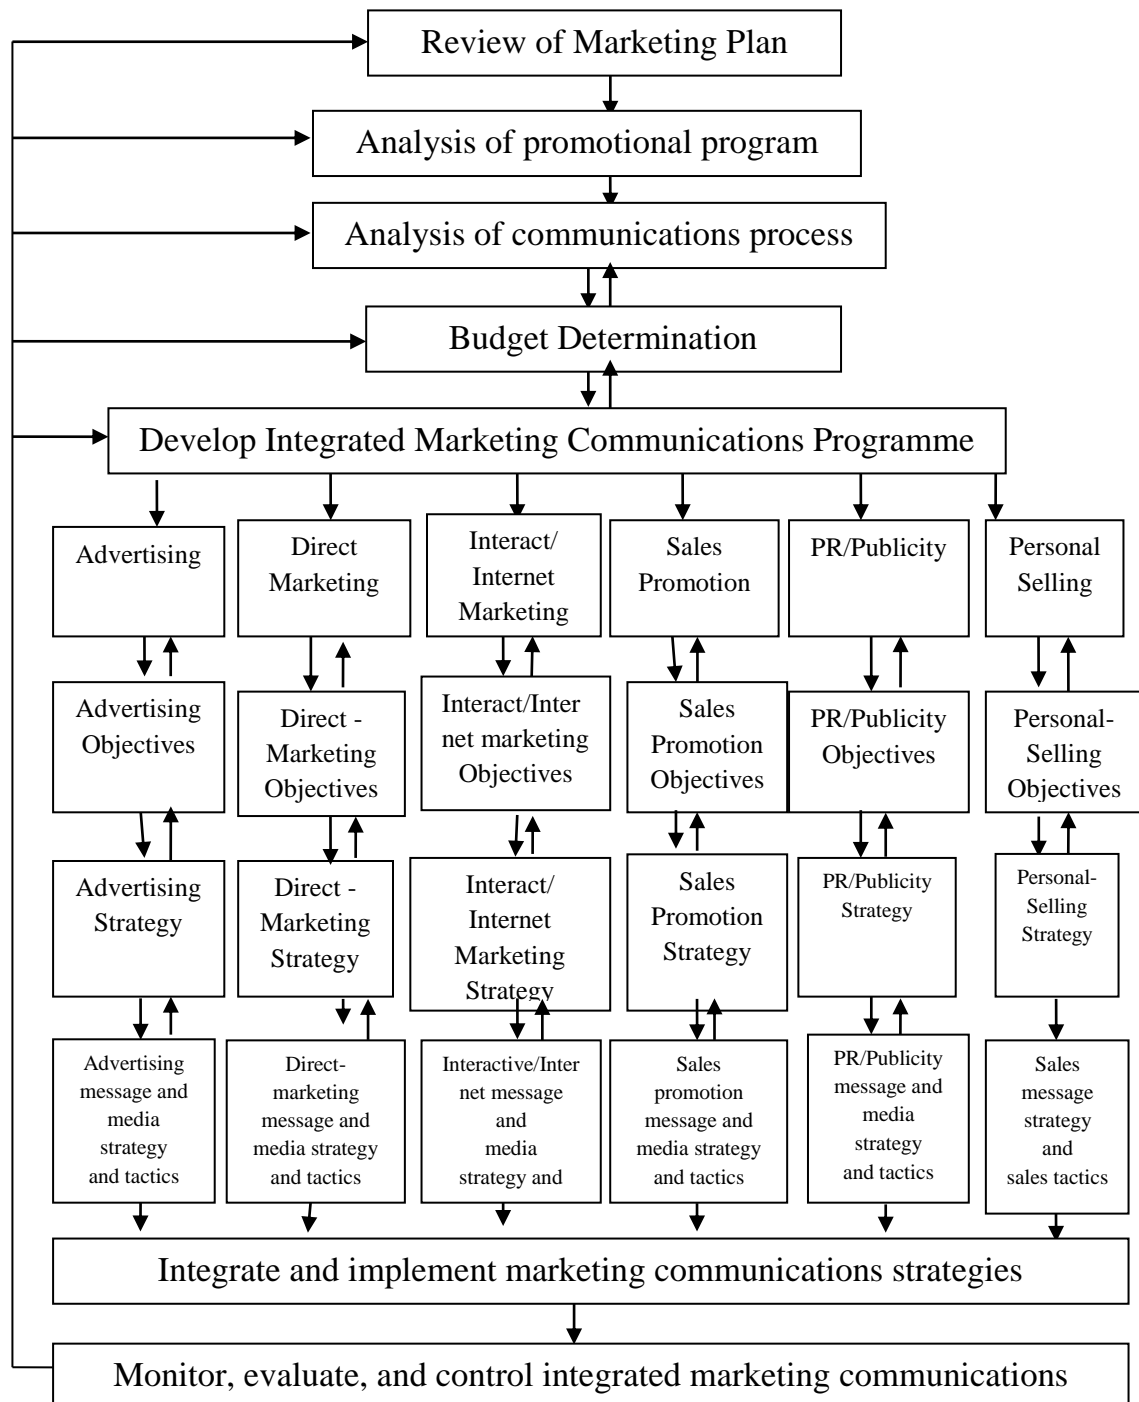 Review of Marketing Plan
Analysis of promotional program
Analysis of communications process
Budget Determination
Develop Integrated Marketing Communications Programme
Advertising
Direct
Marketing
Interact/
Internet
Marketing
Sales
Promotion
PR/Publicity
Personal
Selling
Advertising
Objectives
Direct -
Marketing
Objectives
Interact/Inter
net marketing
Objectives
Sales
Promotion
Objectives
PR/Publicity
Objectives
Personal-
Selling
Objectives
Advertising
Strategy
Direct -
Marketing
Strategy
Interact/
Internet
Marketing
Strategy
Sales
Promotion
Strategy
PR/Publicity
Strategy
Personal-
Selling
Strategy
Advertising
message and
media
strategy
and tactics
Direct-
marketing
message and
media strategy
and tactics
Interactive/Inter
net message
and
media
strategy and
Sales
promotion
message and
media strategy
and tactics
PR/Publicity
message and
media
strategy
and tactics
Sales
message
strategy
and
sales tactics
Integrate and implement marketing communications strategies
Monitor, evaluate, and control integrated marketing communications